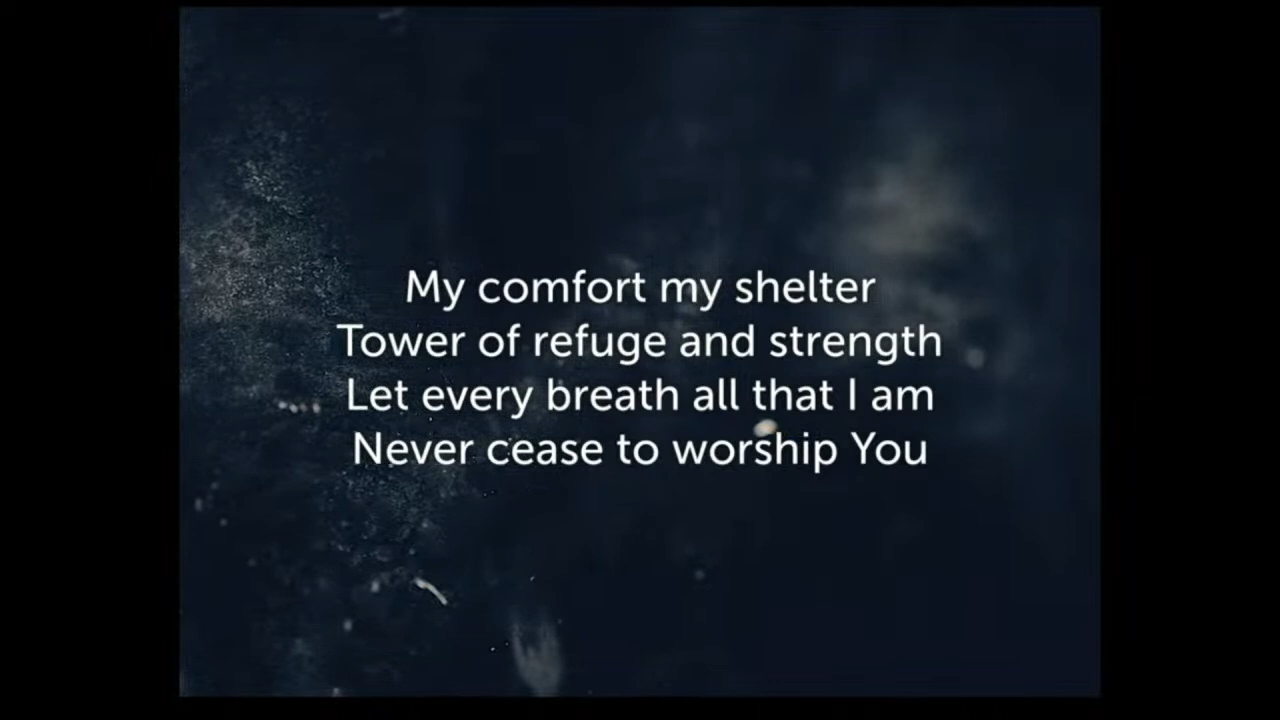 My comfort my shelter
Tower of refuge and strength
Let every breath all that I am
Never cease to worship You